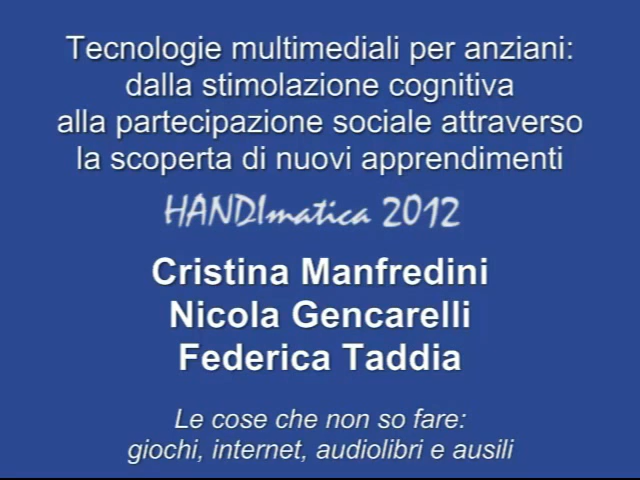 Tecnologie multimediali per anziani:
dalla stimolazione cognitiva
alla partecipazione sociale attraverso
la scoperta di nuovi apprendimenti
HANDImatica 2012
Cristina Manfredini
Nicola Gencarelli
Federica Taddia
Le cose che non so fare:
giochi, internet, audiolibri e ausili